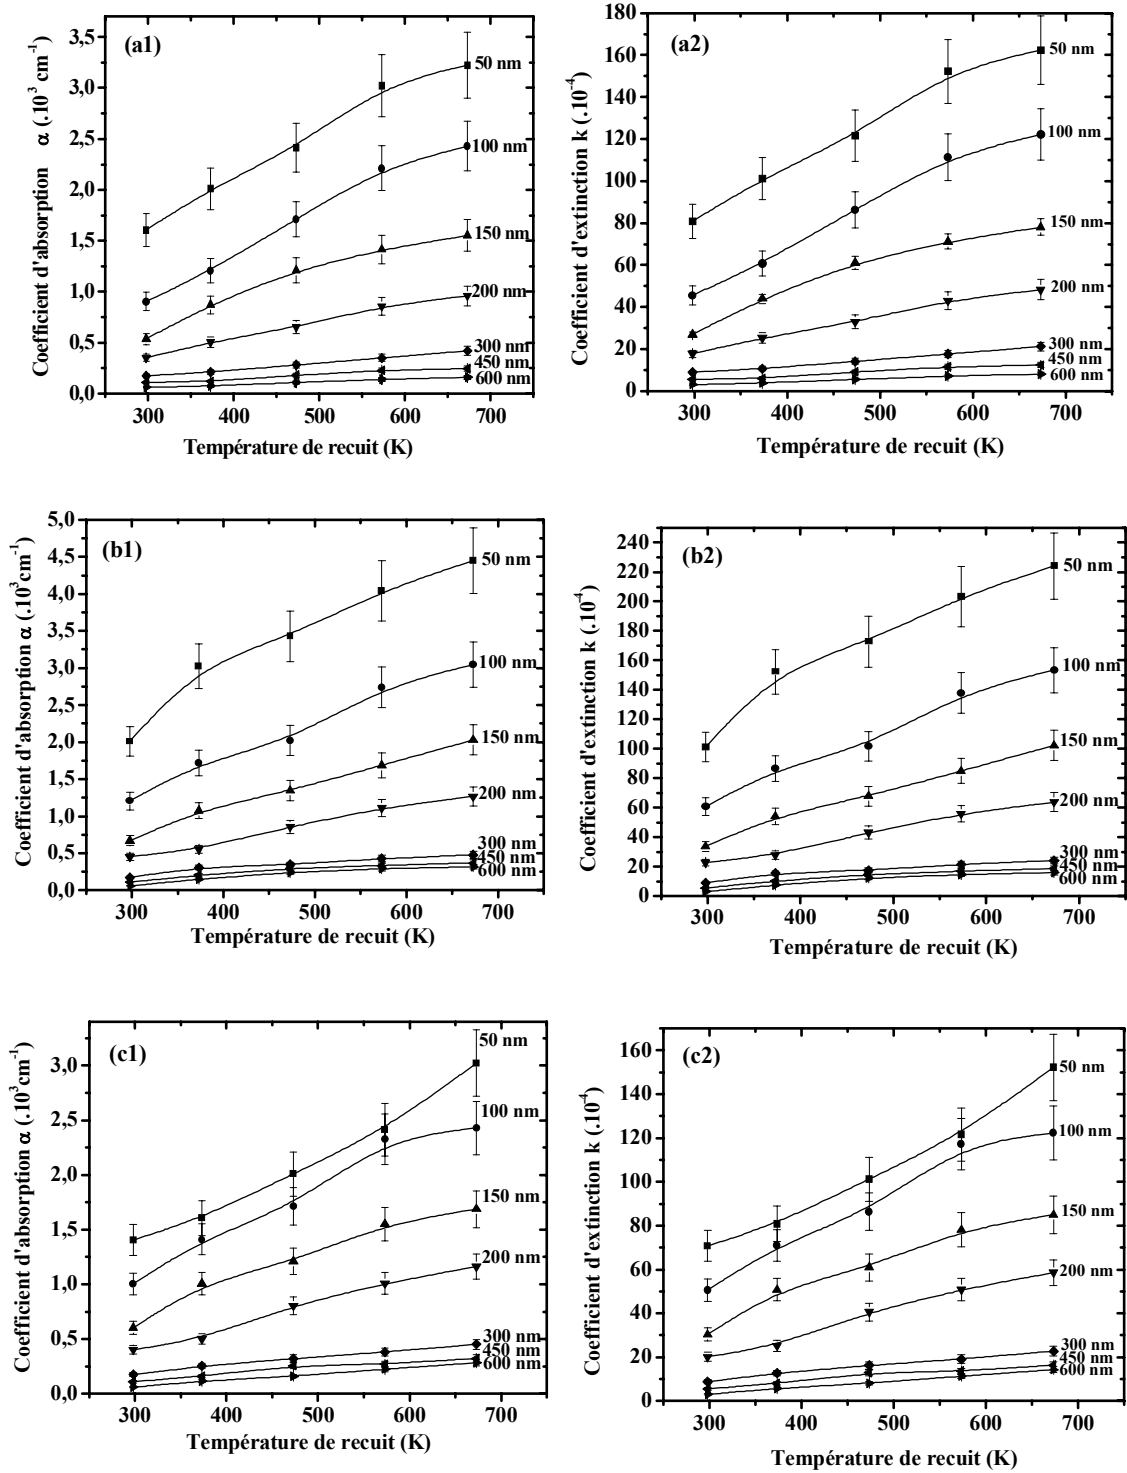 (a1)
Coefficient d'absorption α (.10³ cm⁻¹)
3,5
3,0
2,5
2,0
1,5
1,0
0,5
0,0
50 nm
100 nm
150 nm
200 nm
300 nm
450 nm
600 nm
300 400 500 600 700
Température de recuit (K)
(a2)
Coefficient d'extinction k (.10⁻⁴)
180
160
140
120
100
80
60
40
20
0
50 nm
100 nm
150 nm
200 nm
300 nm
450 nm
600 nm
300 400 500 600 700
Température de recuit (K)
(b1)
Coefficient d'absorption α (.10³cm⁻¹)
5,0
4,5
4,0
3,5
3,0
2,5
2,0
1,5
1,0
0,5
0,0
50 nm
100 nm
150 nm
200 nm
300 nm
450 nm
600 nm
300 400 500 600 700
Température de recuit (K)
(b2)
Coefficient d'extinction k (.10⁻⁴)
240
220
200
180
160
140
120
100
80
60
40
20
0
50 nm
100 nm
150 nm
200 nm
300 nm
450 nm
600 nm
300 400 500 600 700
Température de recuit (K)
(c1)
Coefficient d'absorption α (.10³cm⁻¹)
3,0
2,5
2,0
1,5
1,0
0,5
0,0
50 nm
100 nm
150 nm
200 nm
300 nm
450 nm
600 nm
300 400 500 600 700
Température de recuit (K)
(c2)
Coefficient d'extinction k (.10⁻⁴)
160
140
120
100
80
60
40
20
0
50 nm
100 nm
150 nm
200 nm
300 nm
450 nm
600 nm
300 400 500 600 700
Température de recuit (K)